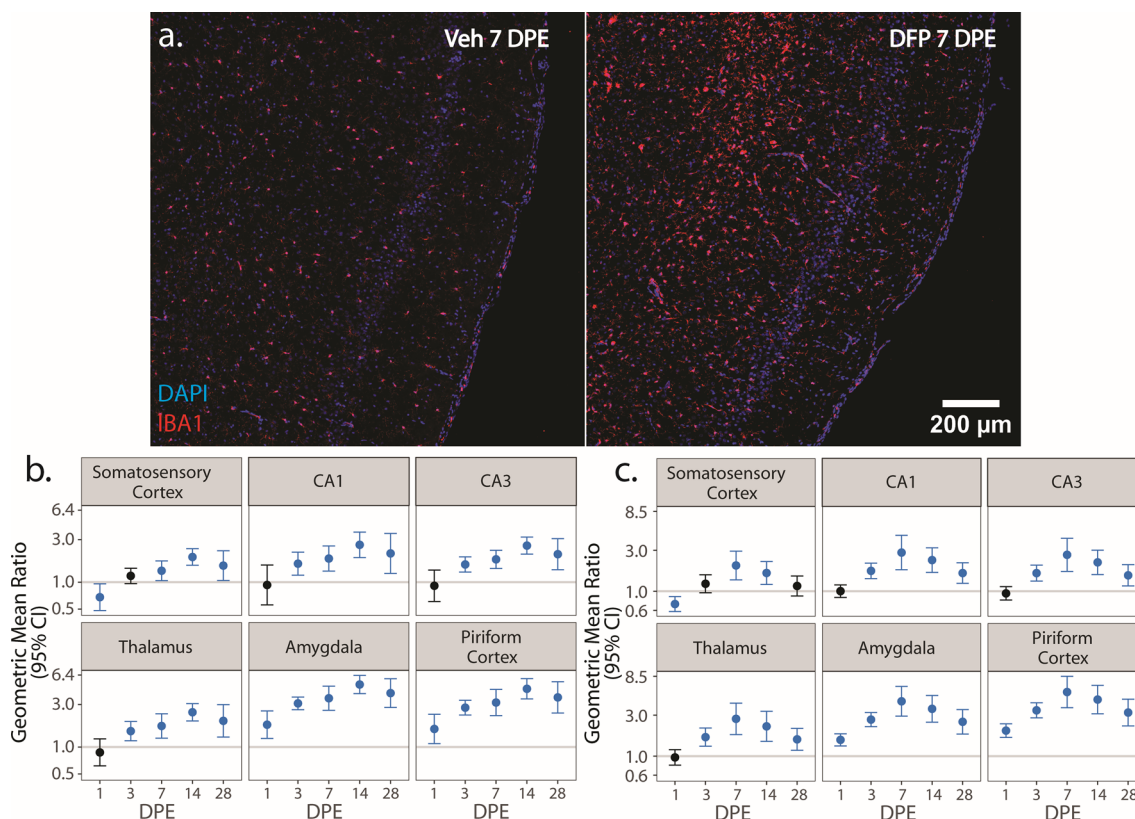 a.
Veh 7 DPE
DFP 7 DPE
DAPI
IBA1
200 µm
b.
Somatosensory
Cortex
CA1
CA3
6.4
3.0
1.0
0.5
Thalamus
Amygdala
Piriform
Cortex
6.4
3.0
1.0
0.5
Geometric Mean Ratio
(95% CI)
1 3 7 14 28
1 3 7 14 28
1 3 7 14 28
DPE
DPE
DPE
c.
Somatosensory
Cortex
CA1
CA3
8.5
3.0
1.0
0.6
Thalamus
Amygdala
Piriform
Cortex
8.5
3.0
1.0
0.6
Geometric Mean Ratio
(95% CI)
1 3 7 14 28
1 3 7 14 28
1 3 7 14 28
DPE
DPE
DPE